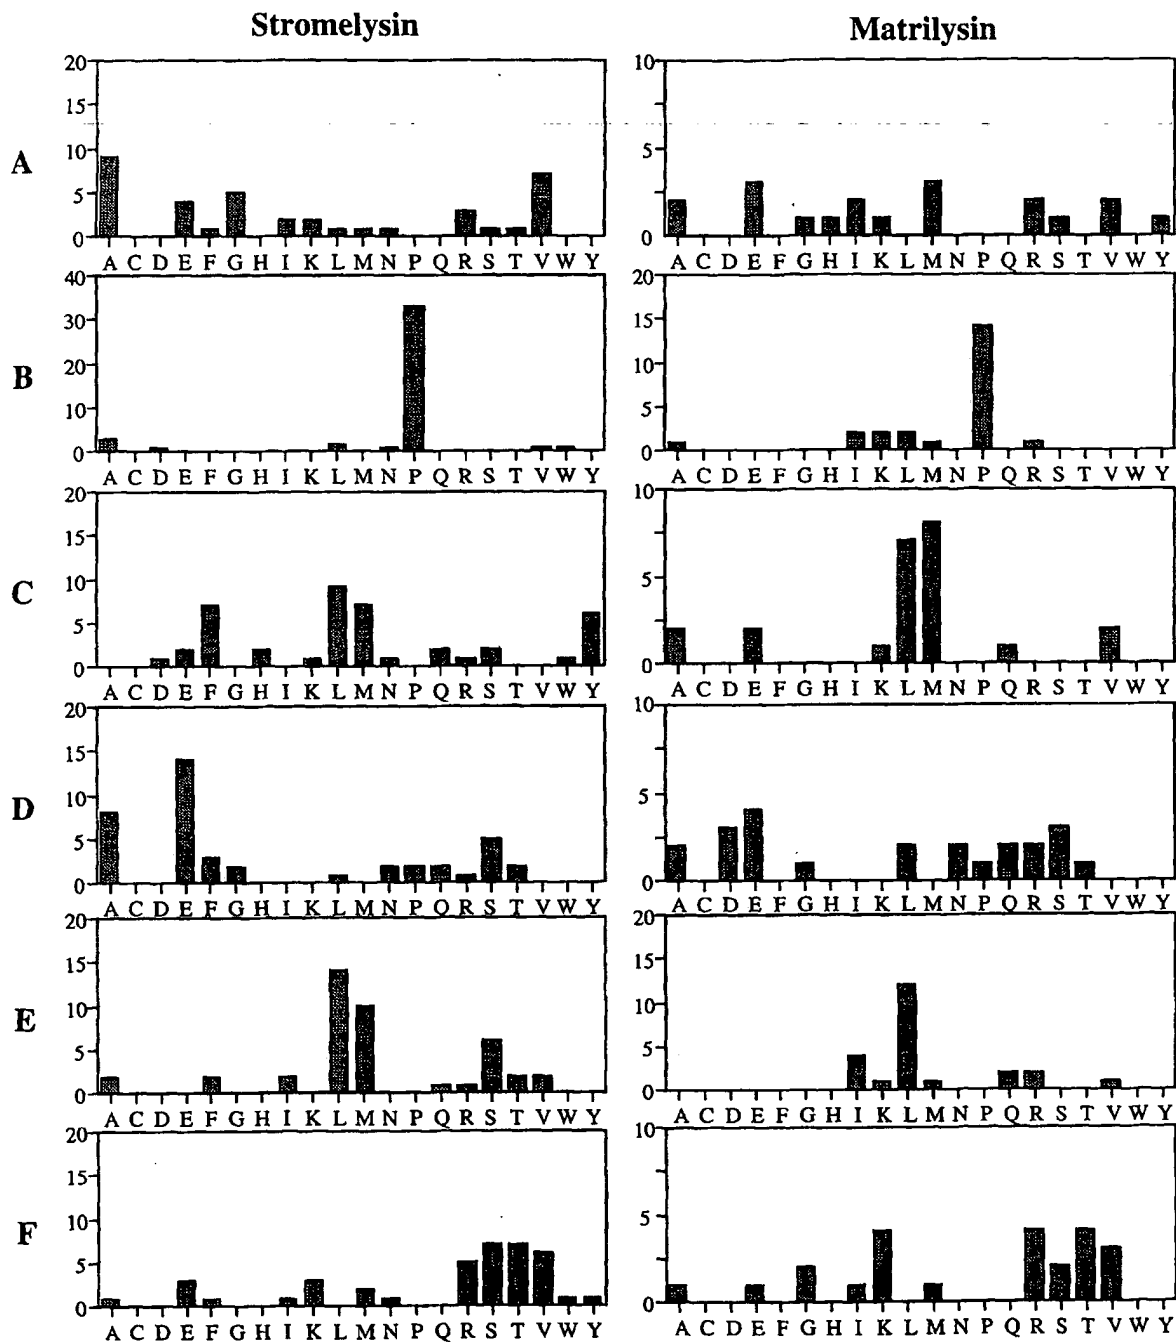 Stromelysin Matrilysin
20 10
15
A 10 5
5
0 0
A C D E F G H I K L M N P Q R S T V W Y A C D E F G H I K L M N P Q R S T V W Y
40 20
30 15
B 20 10
10 5
0 0
A C D E F G H I K L M N P Q R S T V W Y A C D E F G H I K L M N P Q R S T V W Y
20 10
15
C 10 5
5
0 0
A C D E F G H I K L M N P Q R S T V W Y A C D E F G H I K L M N P Q R S T V W Y
20 10
15
D 10 5
5
0 0
A C D E F G H I K L M N P Q R S T V W Y A C D E F G H I K L M N P Q R S T V W Y
20 20
15 15
E 10 10
5 5
0 0
A C D E F G H I K L M N P Q R S T V W Y A C D E F G H I K L M N P Q R S T V W Y
20 10
15
F 10 5
5
0 0
A C D E F G H I K L M N P Q R S T V W Y A C D E F G H I K L M N P Q R S T V W Y